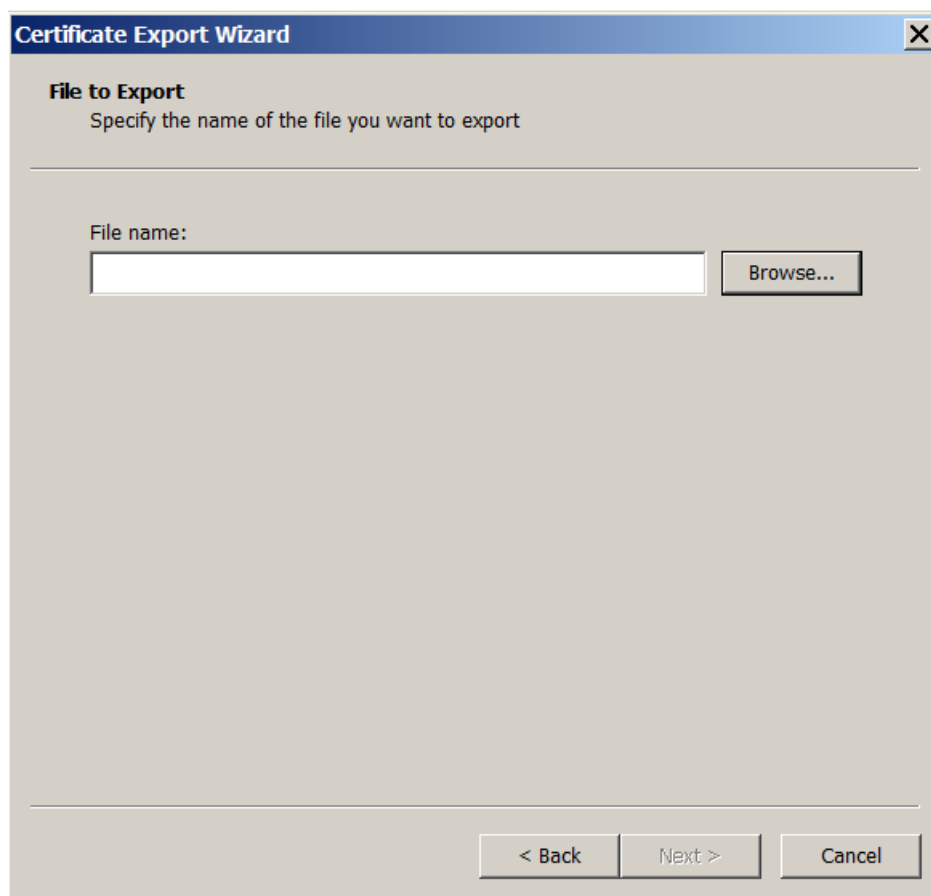 Certificate Export Wizard
File to Export
Specify the name of the file you want to export
File name:
Browse...
< Back Next > Cancel